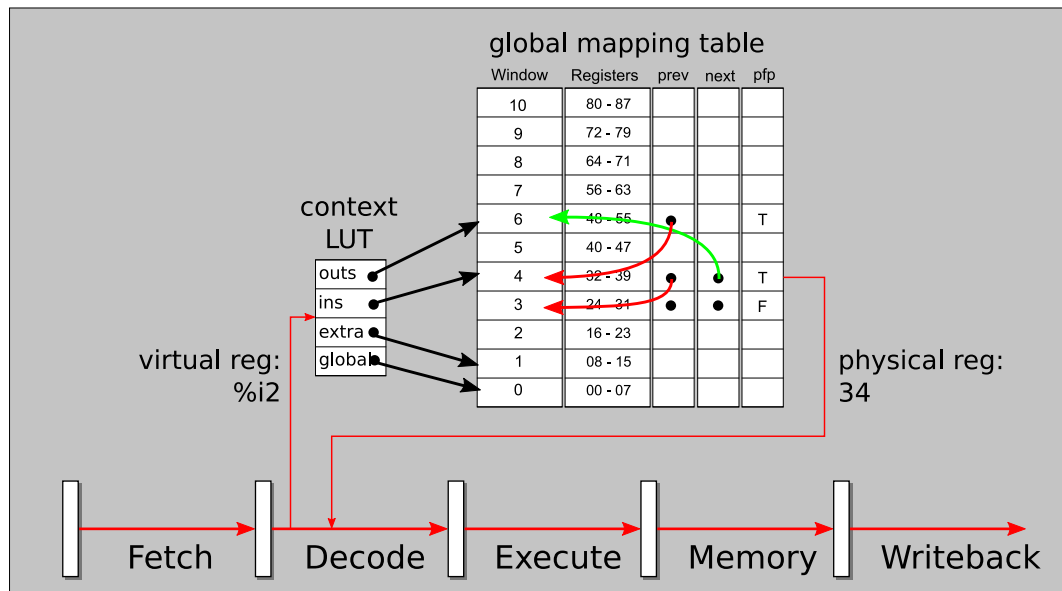 global mapping table
Window Registers prev next pfp
10 80 - 87
9 72 - 79
8 64 - 71
7 56 - 63
6 48 - 55 T
5 40 - 47
4 32 - 39 T
3 24 - 31 F
2 16 - 23
1 08 - 15
0 00 - 07
context
LUT
outs
ins
extra
global
virtual reg:
%i2
physical reg:
34
Fetch Decode Execute Memory Writeback